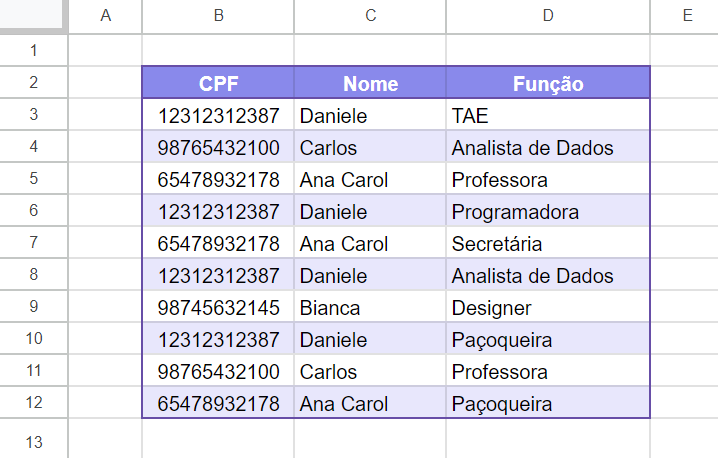 A B C D E
1
2 CPF Nome Função
3 12312312387 Daniele TAE
4 98765432100 Carlos Analista de Dados
5 65478932178 Ana Carol Professora
6 12312312387 Daniele Programadora
7 65478932178 Ana Carol Secretária
8 12312312387 Daniele Analista de Dados
9 98745632145 Bianca Designer
10 12312312387 Daniele Paçoqueira
11 98765432100 Carlos Professora
12 65478932178 Ana Carol Paçoqueira
13